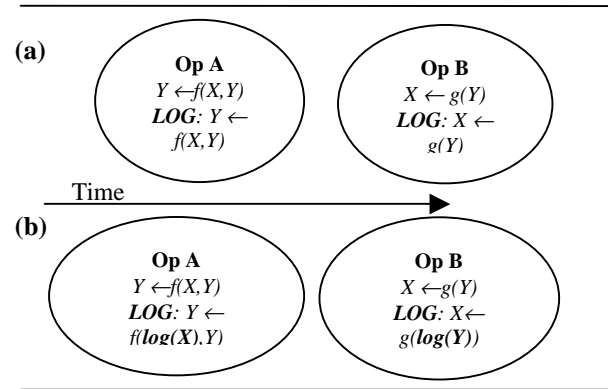 (a)
Op A
Y ←f(X,Y)
LOG: Y ←
f(X,Y)
Op B
X ← g(Y)
LOG: X ←
g(Y)
Time
(b)
Op A
Y ←f(X,Y)
LOG: Y ←
f(log(X),Y)
Op B
X ←g(Y)
LOG: X←
g(log(Y))